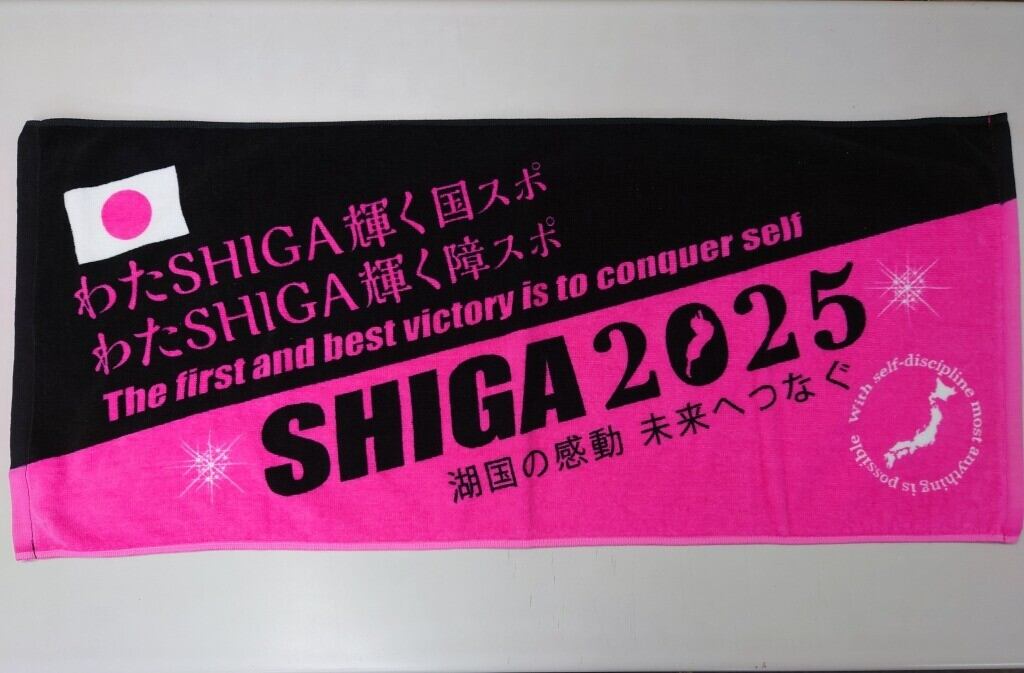 わたSHIGA輝く国スポ
わたSHIGA輝く障スポ
The first and best victory is to conquer self
SHIGA2025
湖国の感動 未来へつなぐ
with self-discipline most anything is possible